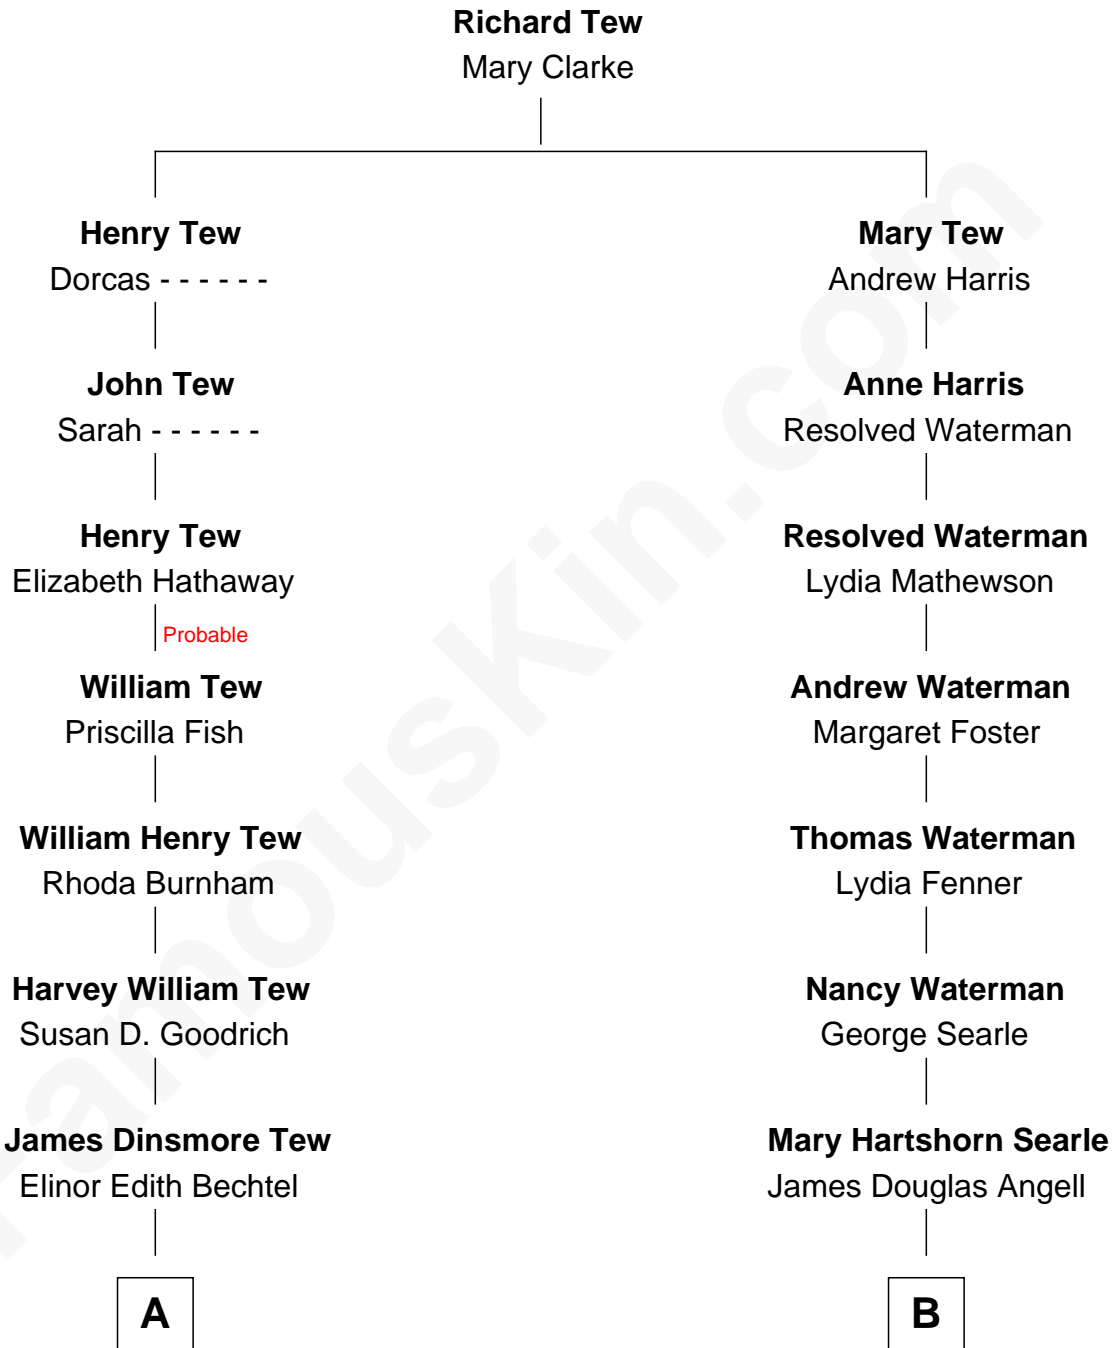 Richard Tew
Mary Clarke
Henry Tew
Dorcas - - - - - -
Mary Tew
Andrew Harris
John Tew
Sarah - - - - - -
Anne Harris
Resolved Waterman
Henry Tew
Elizabeth Hathaway
Resolved Waterman
Lydia Mathewson
Probable
William Tew
Priscilla Fish
Andrew Waterman
Margaret Foster
William Henry Tew
Rhoda Burnham
Thomas Waterman
Lydia Fenner
Harvey William Tew
Susan D. Goodrich
Nancy Waterman
George Searle
James Dinsmore Tew
Elinor Edith Bechtel
Mary Hartshorn Searle
James Douglas Angell
A
B
FamousKin.com